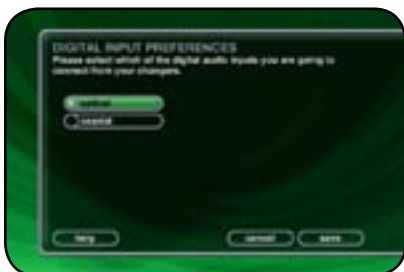 DIGITAL INPUT PREFERENCES
Please select which of the digital audio inputs you are going to
connect from your changers.
optical
coaxial
help
cancel
save